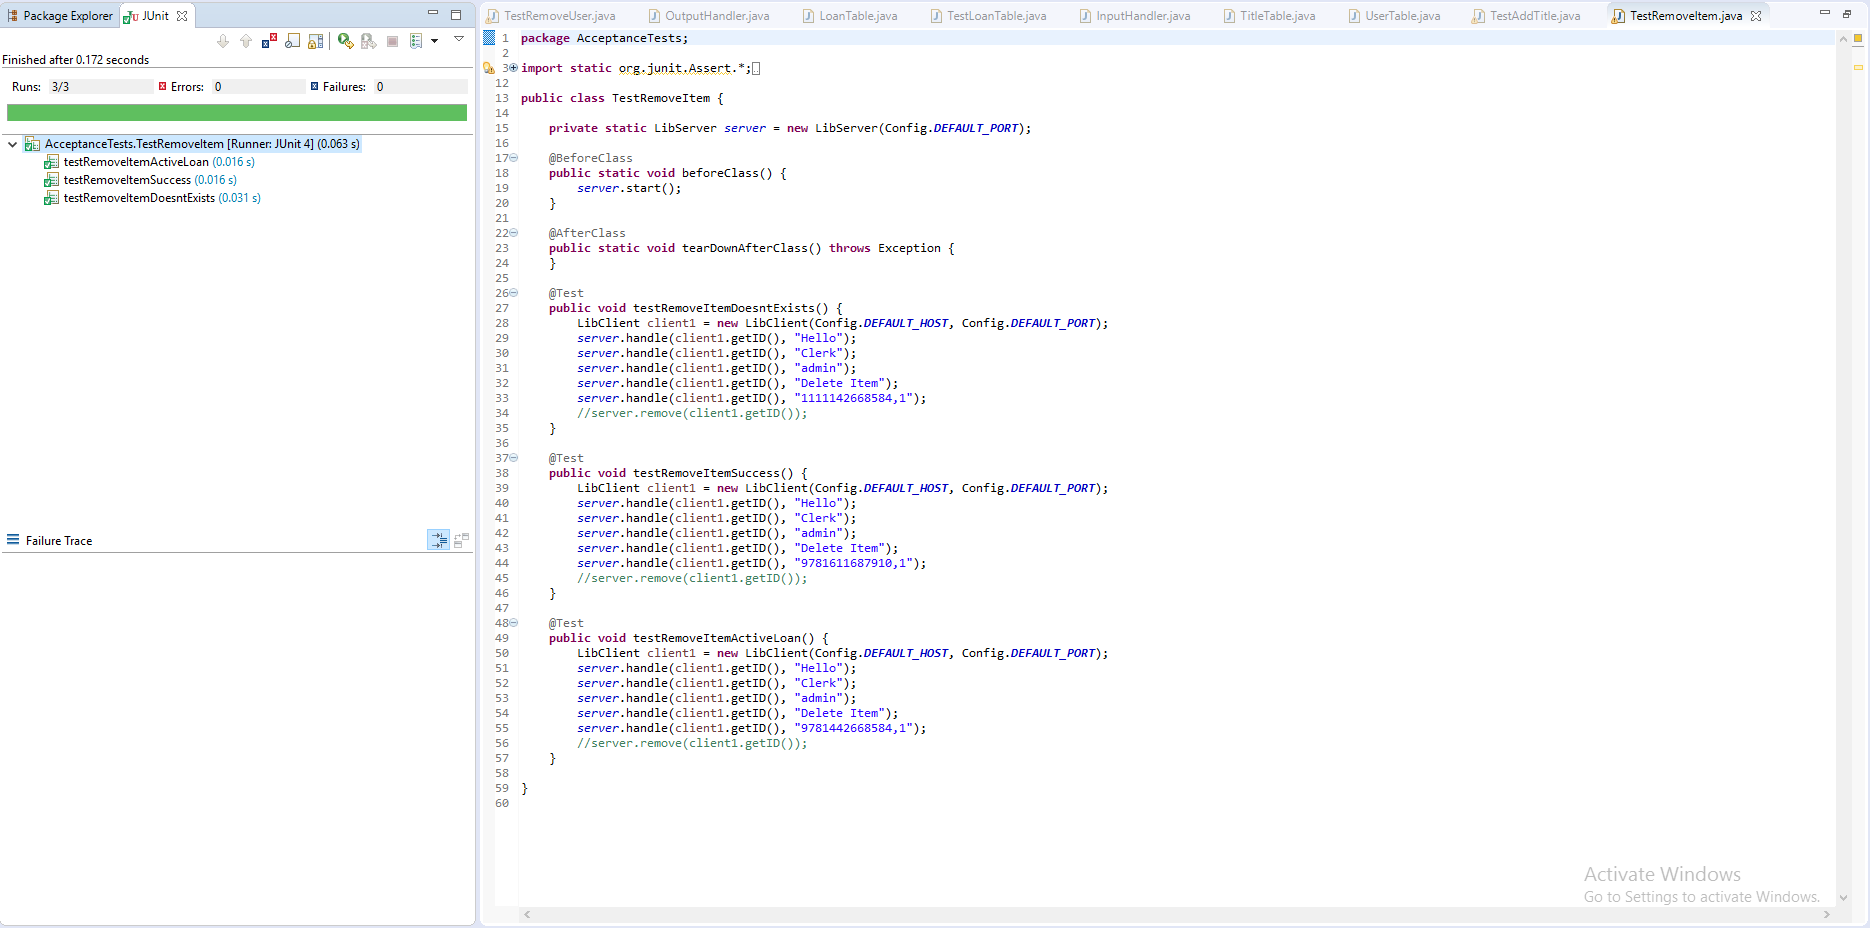 Package Explorer JUnit
Finished after 0.172 seconds
Runs: 3/3 Errors: 0 Failures: 0
AcceptanceTests.TestRemoveItem [Runner: JUnit 4] (0.063 s)
testRemoveItemActiveLoan (0.016 s)
testRemoveItemSuccess (0.016 s)
testRemoveItemDoesntExists (0.031 s)
Failure Trace
TestRemoveUser.java OutputHandler.java LoanTable.java TestLoanTable.java InputHandler.java TitleTable.java UserTable.java TestAddTitle.java TestRemoveItem.java
1 package AcceptanceTests;
2
3 import static org.junit.Assert.*;
12
13 public class TestRemoveItem {
14
15 private static LibServer server = new LibServer(Config.DEFAULT_PORT);
16
17 @BeforeClass
18 public static void beforeClass() {
19 server.start();
20 }
21
22 @AfterClass
23 public static void tearDownAfterClass() throws Exception {
24 }
25
26 @Test
27 public void testRemoveItemDoesntExists() {
28 LibClient client1 = new LibClient(Config.DEFAULT_HOST, Config.DEFAULT_PORT);
29 server.handle(client1.getID(), "Hello");
30 server.handle(client1.getID(), "Clerk");
31 server.handle(client1.getID(), "admin");
32 server.handle(client1.getID(), "Delete Item");
33 server.handle(client1.getID(), "1111142668584,1");
34 //server.remove(client1.getID());
35 }
36
37 @Test
38 public void testRemoveItemSuccess() {
39 LibClient client1 = new LibClient(Config.DEFAULT_HOST, Config.DEFAULT_PORT);
40 server.handle(client1.getID(), "Hello");
41 server.handle(client1.getID(), "Clerk");
42 server.handle(client1.getID(), "admin");
43 server.handle(client1.getID(), "Delete Item");
44 server.handle(client1.getID(), "9781611687910,1");
45 //server.remove(client1.getID());
46 }
47
48 @Test
49 public void testRemoveItemActiveLoan() {
50 LibClient client1 = new LibClient(Config.DEFAULT_HOST, Config.DEFAULT_PORT);
51 server.handle(client1.getID(), "Hello");
52 server.handle(client1.getID(), "Clerk");
53 server.handle(client1.getID(), "admin");
54 server.handle(client1.getID(), "Delete Item");
55 server.handle(client1.getID(), "9781442668584,1");
56 //server.remove(client1.getID());
57 }
58
59 }
60
Activate Windows
Go to Settings to activate Windows.